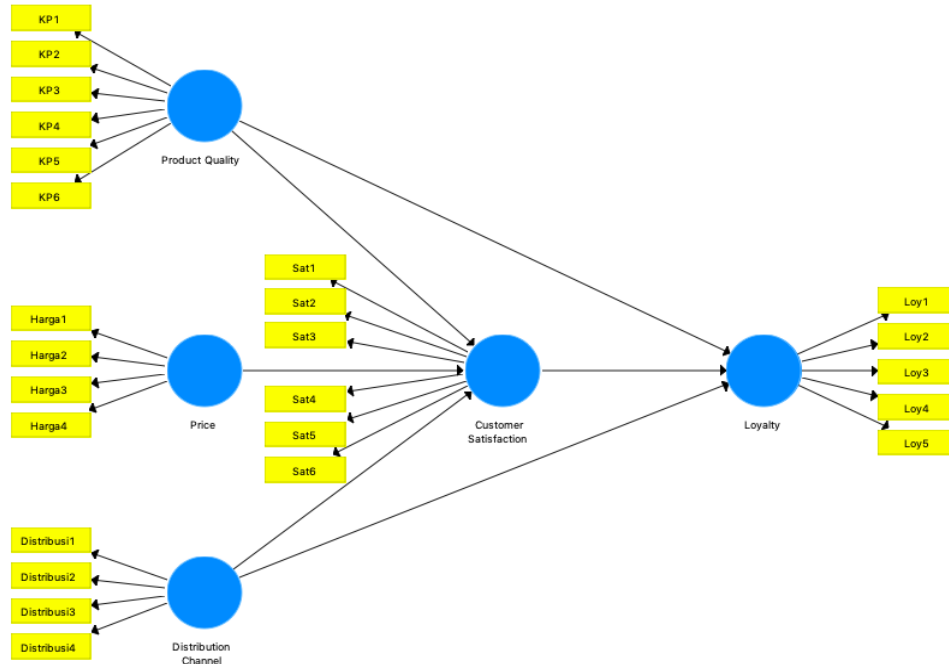 KP1
KP2
KP3
KP4
KP5
KP6
Product Quality
Sat1
Sat2
Sat3
Sat4
Sat5
Sat6
Harga1
Harga2
Harga3
Harga4
Price
Customer
Satisfaction
Loyalty
Loy1
Loy2
Loy3
Loy4
Loy5
Distribusi1
Distribusi2
Distribusi3
Distribusi4
Distribution
Channel